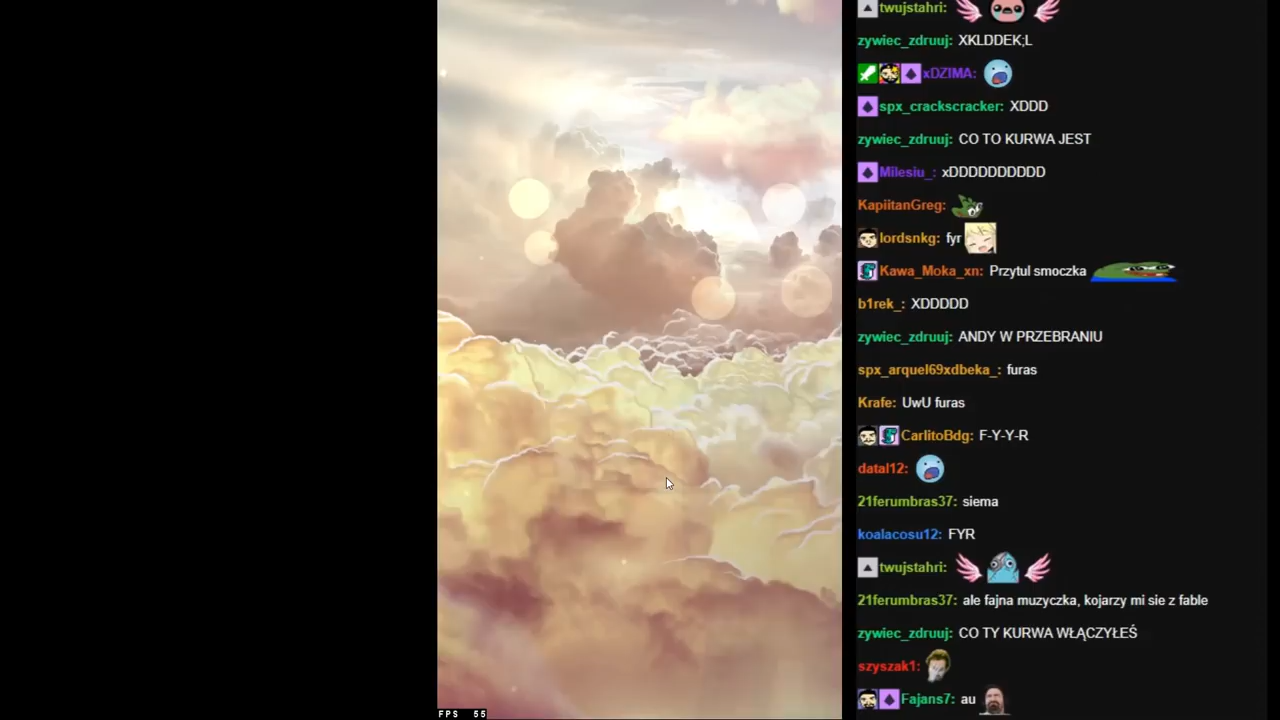 twujstahri:
zywiec_zdruuj: XKLDDEK;L
xDZIMA:
spx_crackscracker: XDDD
zywiec_zdruuj: CO TO KURWA JEST
Milesiu_: xDDDDDDDDDD
KapiitanGreg:
lordsnkg: fyr
Kawa_Moka_xn: Przytul smoczka
b1rek_: XDDDDD
zywiec_zdruuj: ANDY W PRZEBRANIU
spx_arquel69xdbeka_: furas
Krafe: UwU furas
CarlitoBdg: F-Y-Y-R
datal12:
21ferumbras37: siema
koalacosu12: FYR
twujstahri:
21ferumbras37: ale fajna muzyczka, kojarzy mi sie z fable
zywiec_zdruuj: CO TY KURWA WŁĄCZYŁEŚ
szyszak1:
Fajans7: au
FPS 55